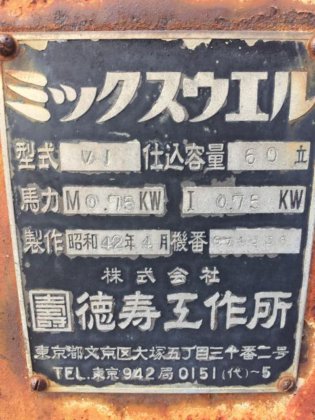 ミックスウエル
型式 VI 仕込容量 60 立
馬力 M 0.75 KW I 0.75 KW
製作 昭和42年4月 機番
株式会社
壽 徳寿工作所
東京都文京区大塚五丁目三十番二号
TEL.東京942局0151(代)~5